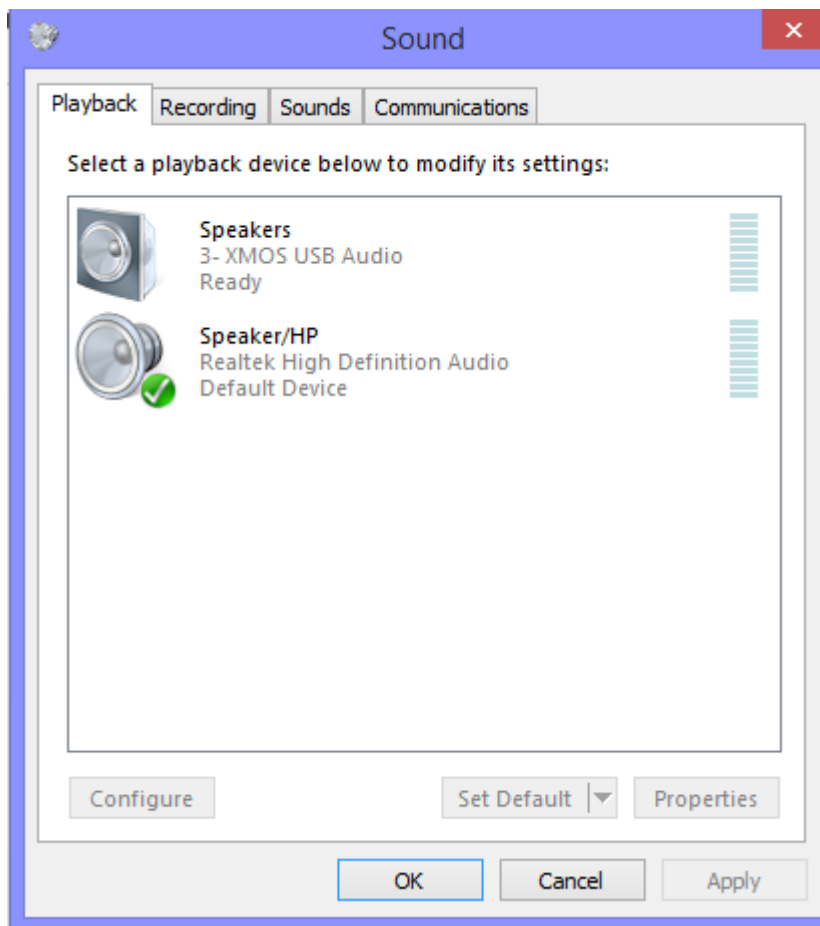 Sound
Playback
Recording
Sounds
Communications
Select a playback device below to modify its settings:
Speakers
3- XMOS USB Audio
Ready
Speaker/HP
Realtek High Definition Audio
Default Device
Configure
Set Default
Properties
OK
Cancel
Apply